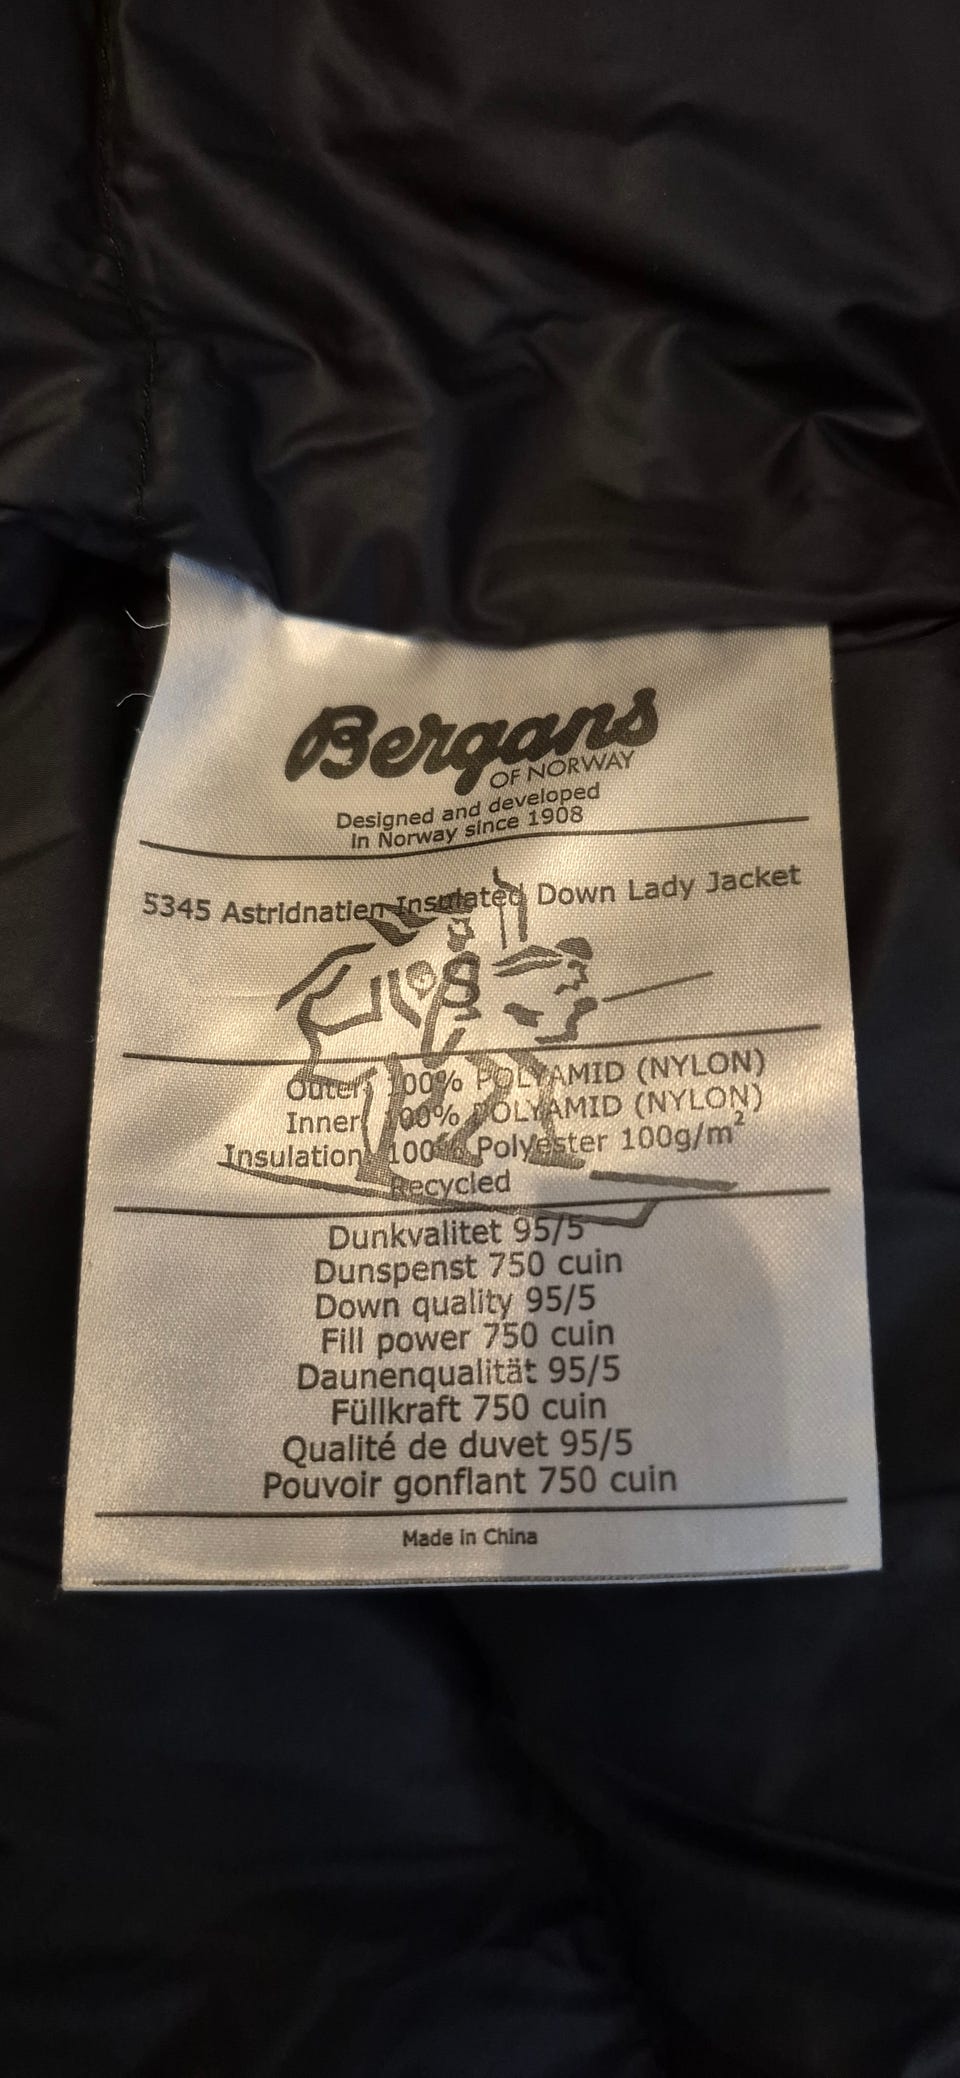 Bergans
OF NORWAY
Designed and developed
in Norway since 1908
5345 Astridnatien Insulated Down Lady Jacket
Outer 100% POLYAMID (NYLON)
Inner 100% POLYAMID (NYLON)
Insulation 100% Polyester 100g/m²
Recycled
Dunkvalitet 95/5
Dunspenst 750 cuin
Down quality 95/5
Fill power 750 cuin
Daunenqualität 95/5
Füllkraft 750 cuin
Qualité de duvet 95/5
Pouvoir gonflant 750 cuin
Made in China